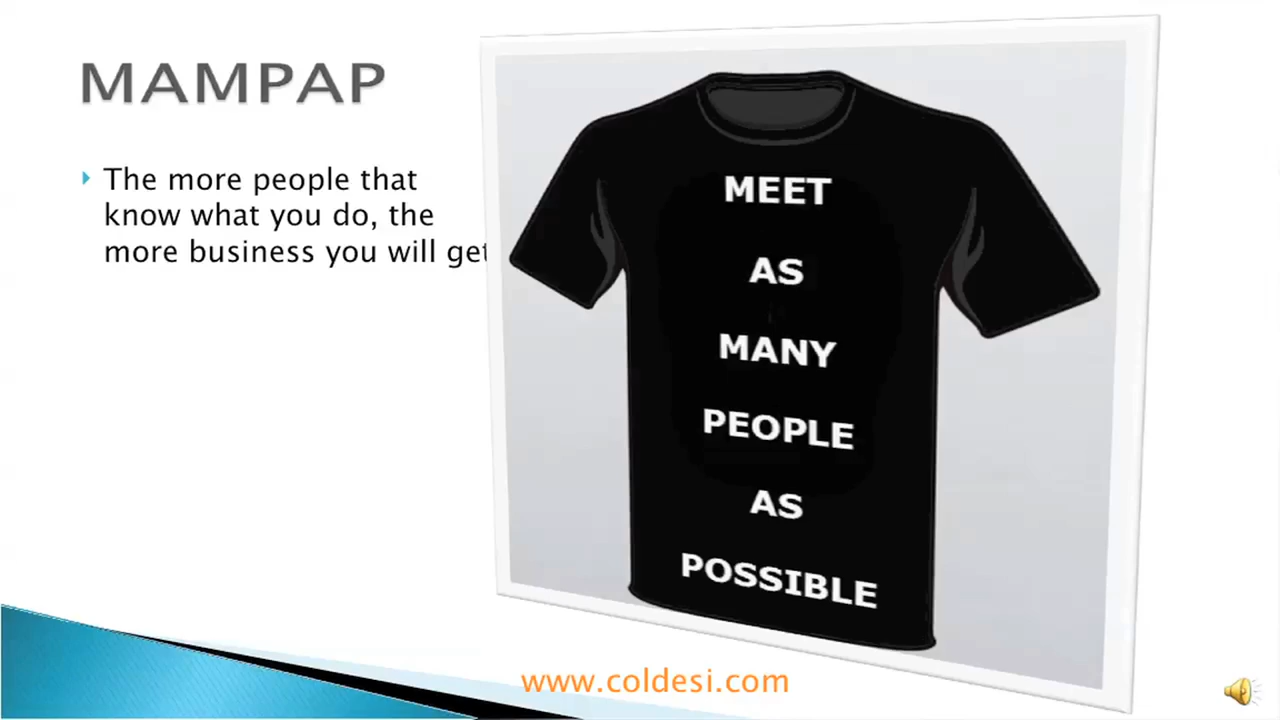 MAMPAP
The more people that
know what you do, the
more business you will get
MEET
AS
MANY
PEOPLE
AS
POSSIBLE
www.coldesi.com